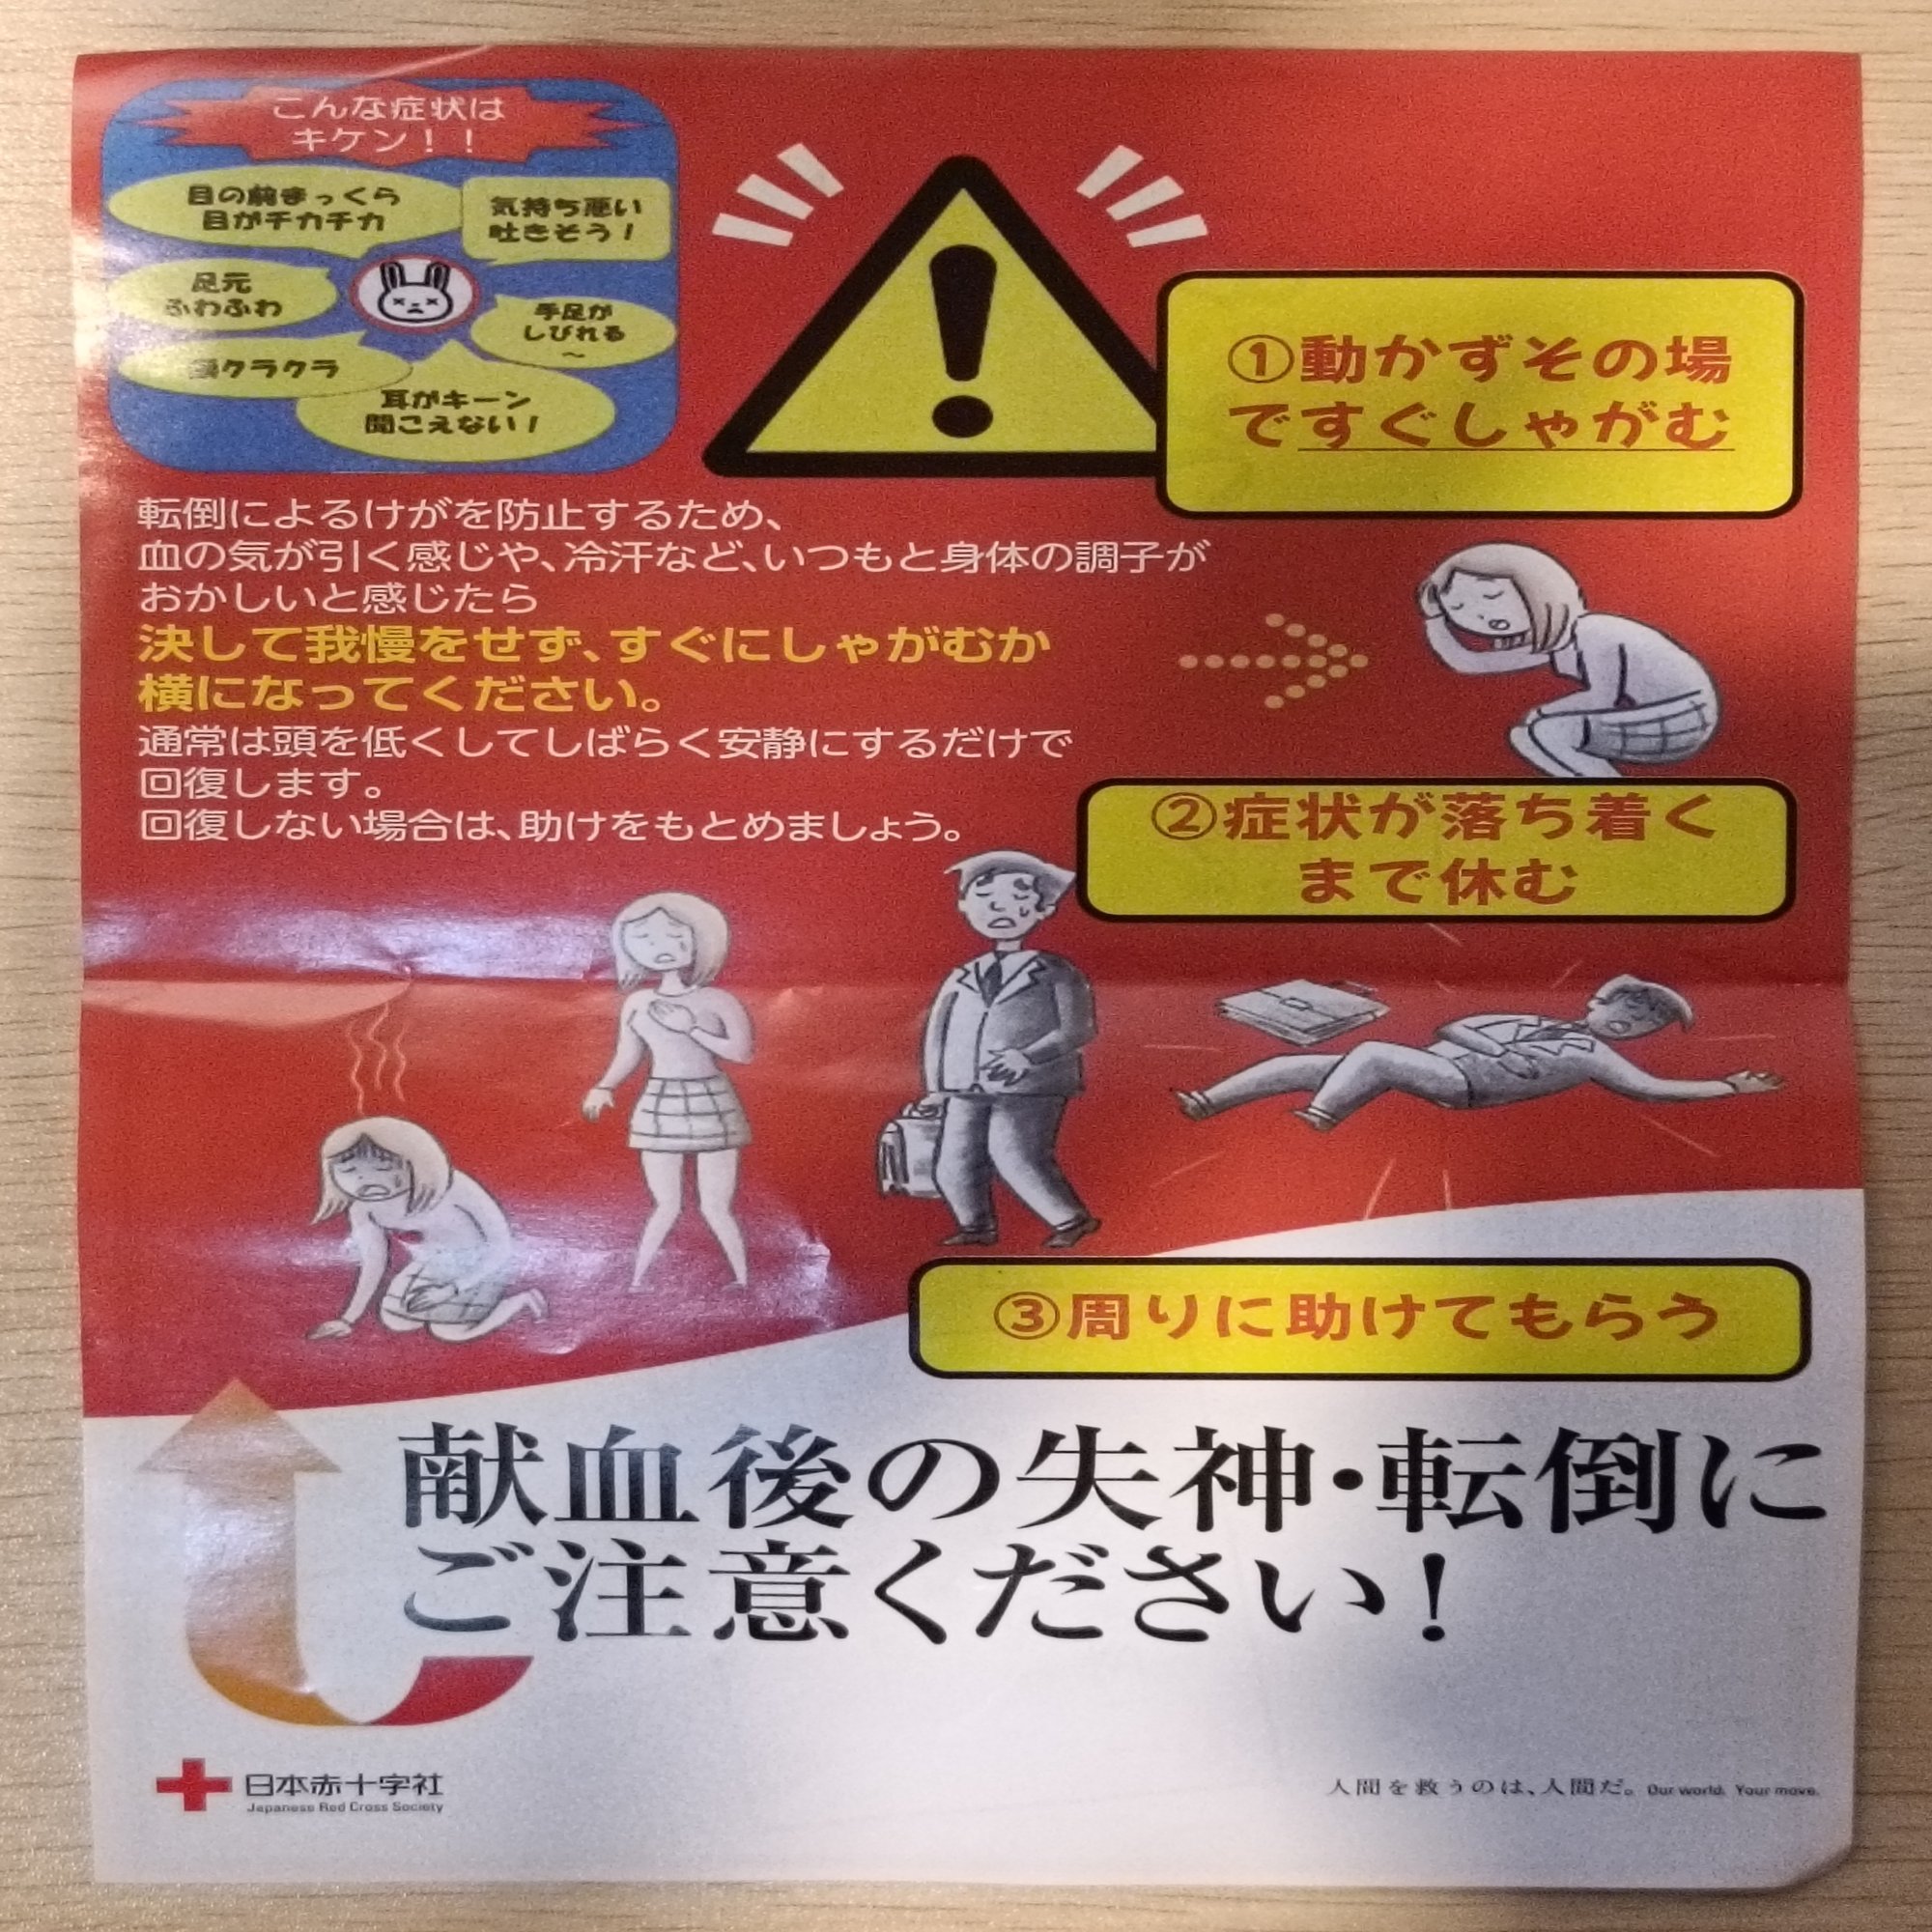 こんな症状は
キケン！！
目の前まっくら
目がチカチカ
気持ち悪い
吐きそう！
足元
ふわふわ
手足が
しびれる
～
頭クラクラ
耳がキーン
聞こえない！
①動かずその場
ですぐしゃがむ
転倒によるけがを防止するため、
血の気が引く感じや、冷汗など、いつもと身体の調子が
おかしいと感じたら
決して我慢をせず、すぐにしゃがむか
横になってください。
通常は頭を低くしてしばらく安静にするだけで
回復します。
回復しない場合は、助けをもとめましょう。
②症状が落ち着く
まで休む
③周りに助けてもらう
献血後の失神・転倒に
ご注意ください！
日本赤十字社
Japanese Red Cross Society
人間を救うのは、人間だ。 Our world. Your move.